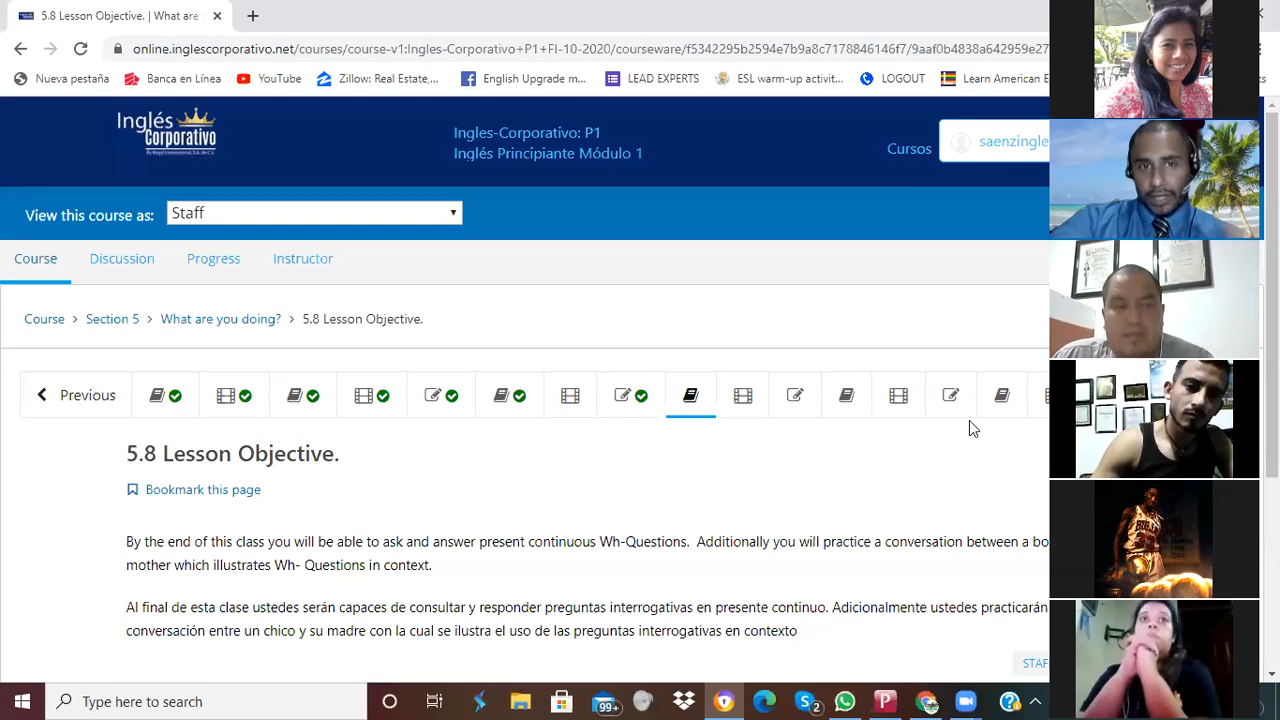 5.8 Lesson Objective. | What are
online.inglescorporativo.net/courses/course-v1:Ingles-Corporativo+P1+FI-10-2020/courseware/f5342295b2594e7b9a8c7178846146f7/9aaf0b4838a642959e27
Nueva pestaña
Banca en Línea
YouTube
Zillow: Real Este...
English Upgrade m...
LEAD EXPERTS
ESL warm-up activi...
LOGOUT
Learn American E
Inglés
Corporativo
Ingles-Corporativo: P1
Inglés Principiante Módulo 1
Cursos
saenzingle
View this course as:
Staff
Course
Discussion
Progress
Instructor
Course > Section 5 > What are you doing? > 5.8 Lesson Objective.
Previous
5.8 Lesson Objective.
Bookmark this page
By the end of this class you will be able to ask and answer present continuous Wh-Questions. Additionally you will practice a conversation between a bo
mother which illustrates Wh- Questions in context.
Al final de esta clase ustedes serán capaces de consultar y responder preguntas interrogativas en presente continuo. Adicionalmente ustedes practicarán
conversación entre un chico y su madre con la cual se ilustra el uso de las preguntas interrogativas en contexto
STAF
Type here to search
99+
2